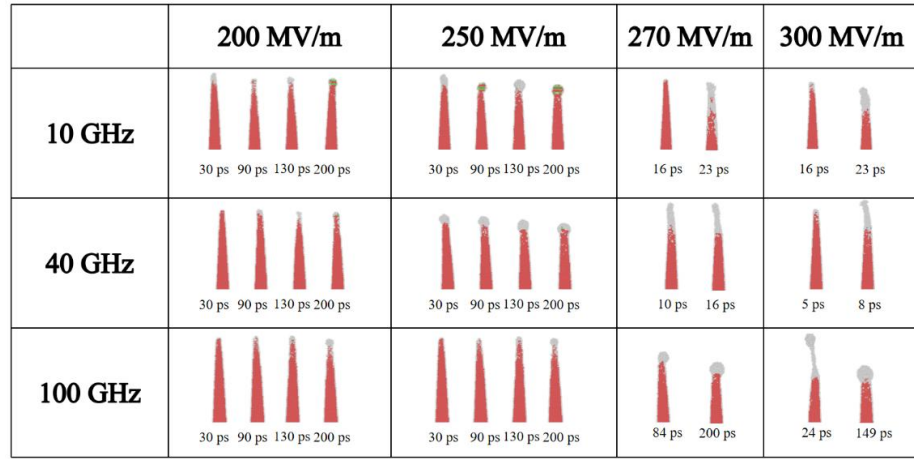 200 MV/m 250 MV/m 270 MV/m 300 MV/m
10 GHz
30 ps 90 ps 130 ps 200 ps 30 ps 90 ps 130 ps 200 ps 16 ps 23 ps 16 ps 23 ps
40 GHz
30 ps 90 ps 130 ps 200 ps 30 ps 90 ps 130 ps 200 ps 10 ps 16 ps 5 ps 8 ps
100 GHz
30 ps 90 ps 130 ps 200 ps 30 ps 90 ps 130 ps 200 ps 84 ps 200 ps 24 ps 149 ps